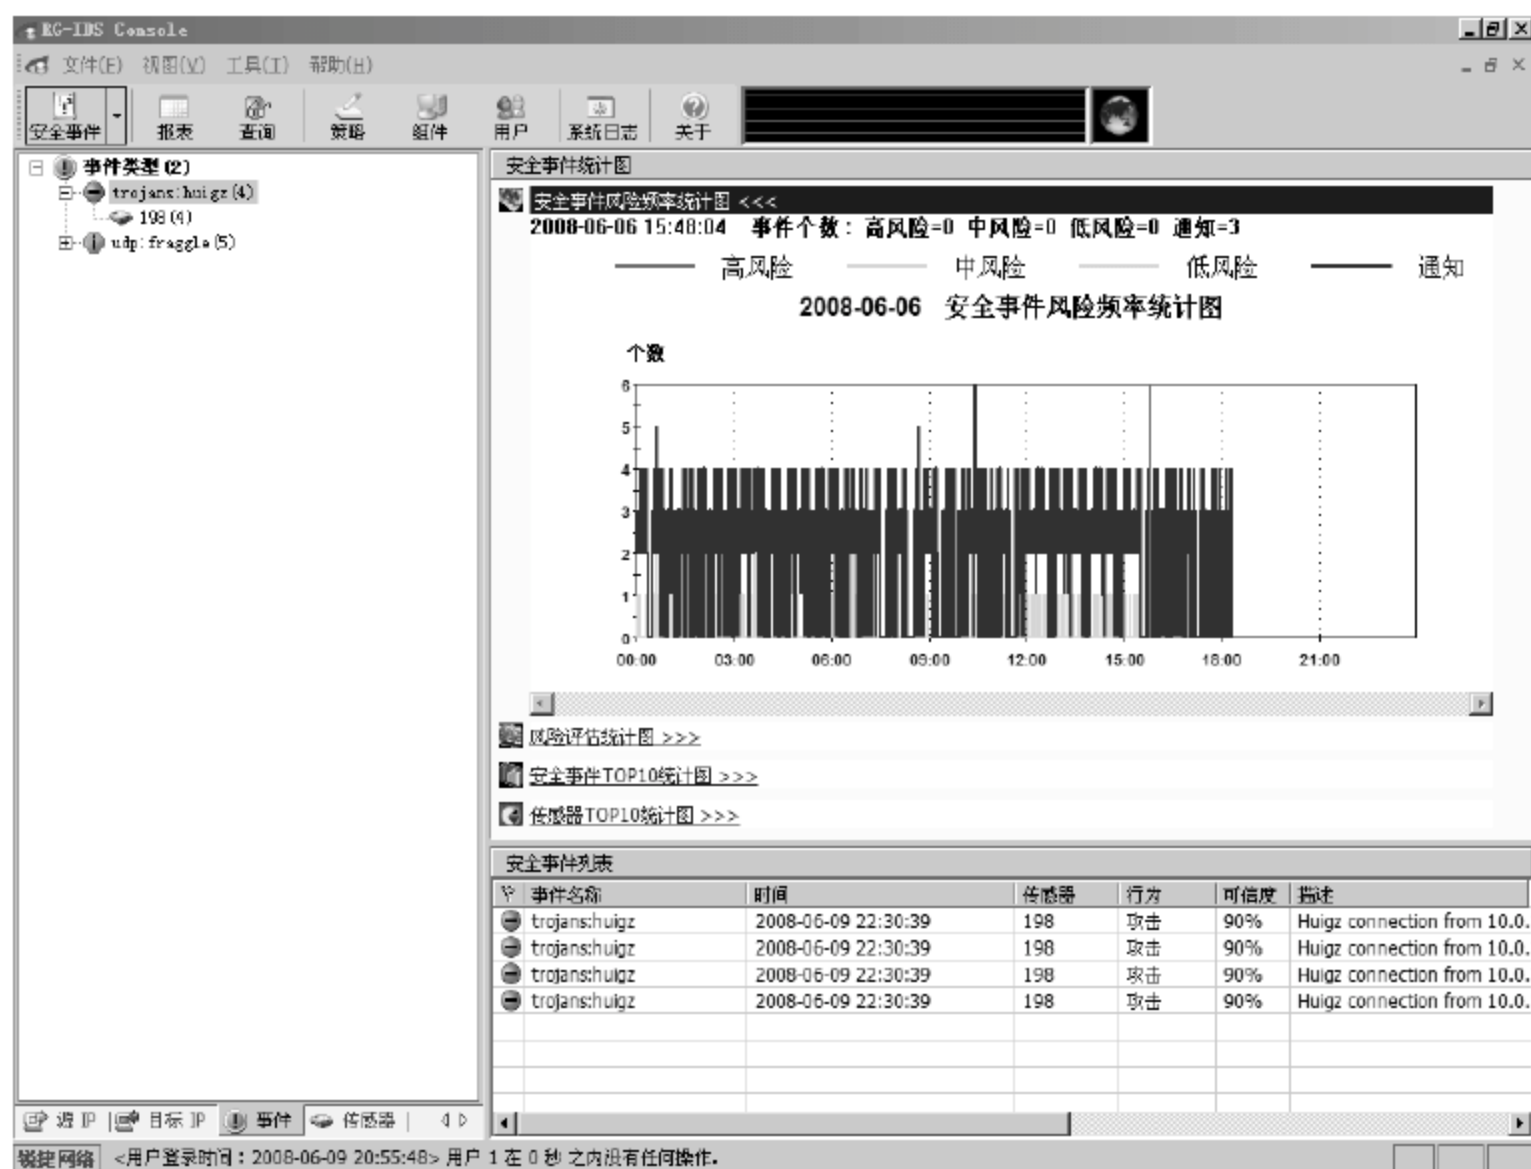 RG-IDS Console
文件(F) 视图(V) 工具(T) 帮助(H)
安全事件 报表 查询 策略 组件 用户 系统日志 关于
事件类型(2)
trojans:huigz(4)
198(4)
udp:fraggle(5)
安全事件统计图
安全事件风险频率统计图 <<<
2008-06-06 15:48:04 事件个数: 高风险=0 中风险=0 低风险=0 通知=3
高风险 中风险 低风险 通知
2008-06-06 安全事件风险频率统计图
个数
6
5
4
3
2
1
0
00:00 03:00 06:00 09:00 12:00 15:00 18:00 21:00
风险评估统计图 >>>
安全事件TOP10统计图 >>>
传感器TOP10统计图 >>>
安全事件列表
事件名称 时间 传感器 行为 可信度 描述
trojans:huigz 2008-06-09 22:30:39 198 攻击 90% Huigz connection from 10.0.
trojans:huigz 2008-06-09 22:30:39 198 攻击 90% Huigz connection from 10.0.
trojans:huigz 2008-06-09 22:30:39 198 攻击 90% Huigz connection from 10.0.
trojans:huigz 2008-06-09 22:30:39 198 攻击 90% Huigz connection from 10.0.
源 IP 目标 IP 事件 传感器
锐捷网络 <用户登录时间：2008-06-09 20:55:48> 用户 1 在 0 秒 之内没有任何操作.